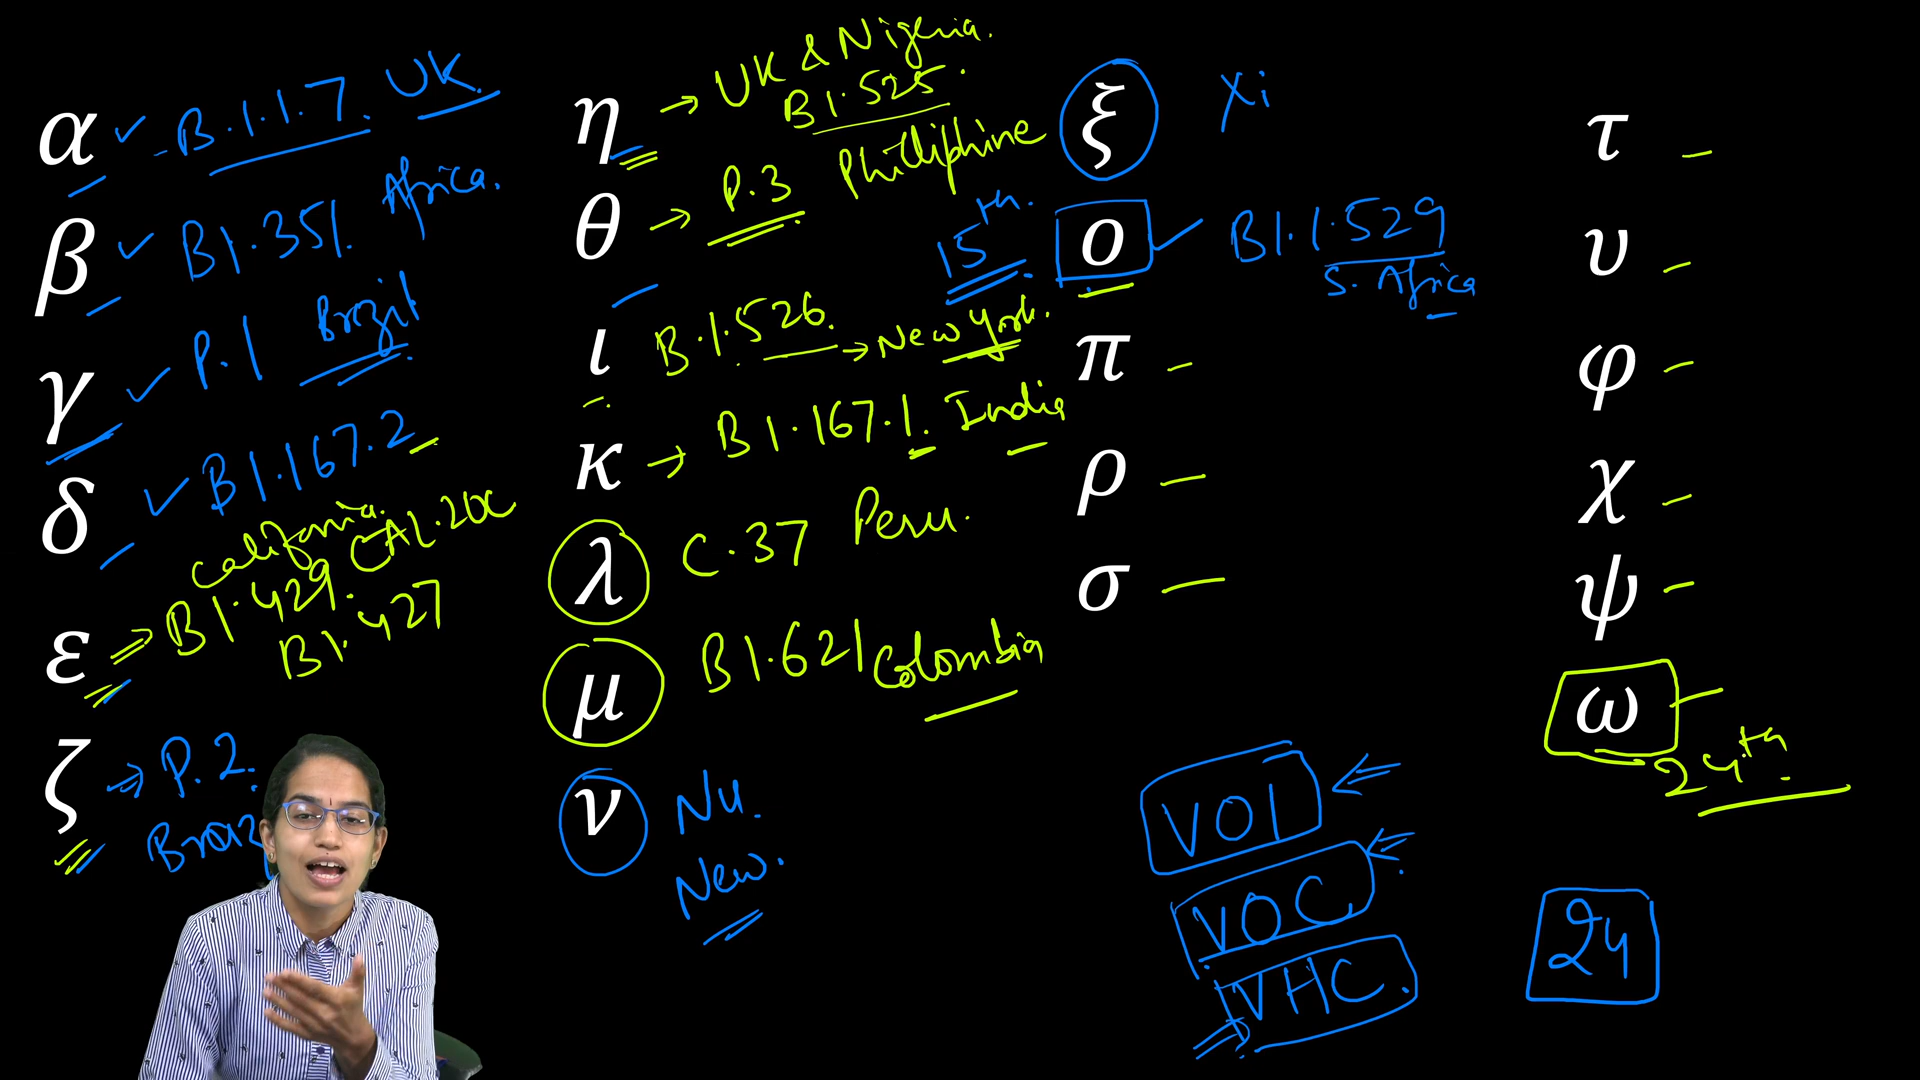 α - B.1.1.7. UK.
β B1.351. Africa.
γ P.1 Brazil
δ B1.167.2
California.
ε B1.429. CAL.20C
B1.427
ζ P.2.
η → UK & Nigeria.
B1.525.
θ → P.3 Philliphine
ι B.1.526. → New York.
κ → B1.167.1. India
λ C.37 Peru.
μ B1.621 Colombia
ν Nu.
New.
ξ Xi
15th.
ο B1.1.529
S. Africa
π -
ρ -
σ -
τ -
υ -
φ -
χ -
ψ -
ω -
24th.
VOI
VOC
VHC.
24